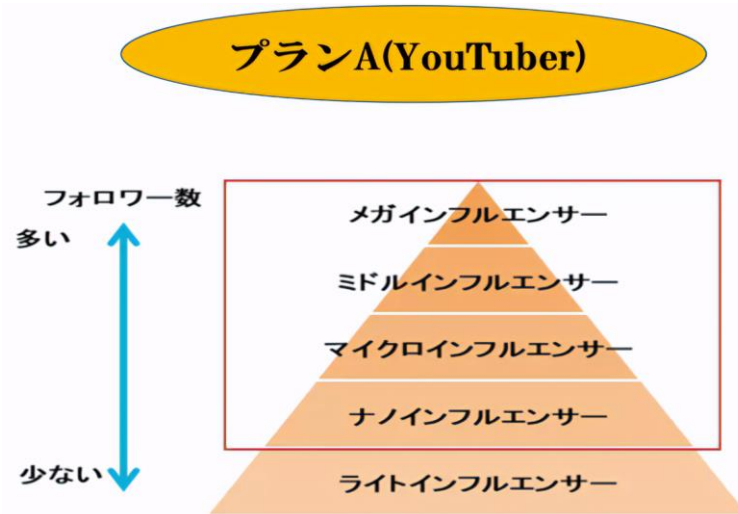 プランA(YouTuber)
フォロワー数
多い
メガインフルエンサー
ミドルインフルエンサー
マイクロインフルエンサー
ナノインフルエンサー
少ない
ライトインフルエンサー